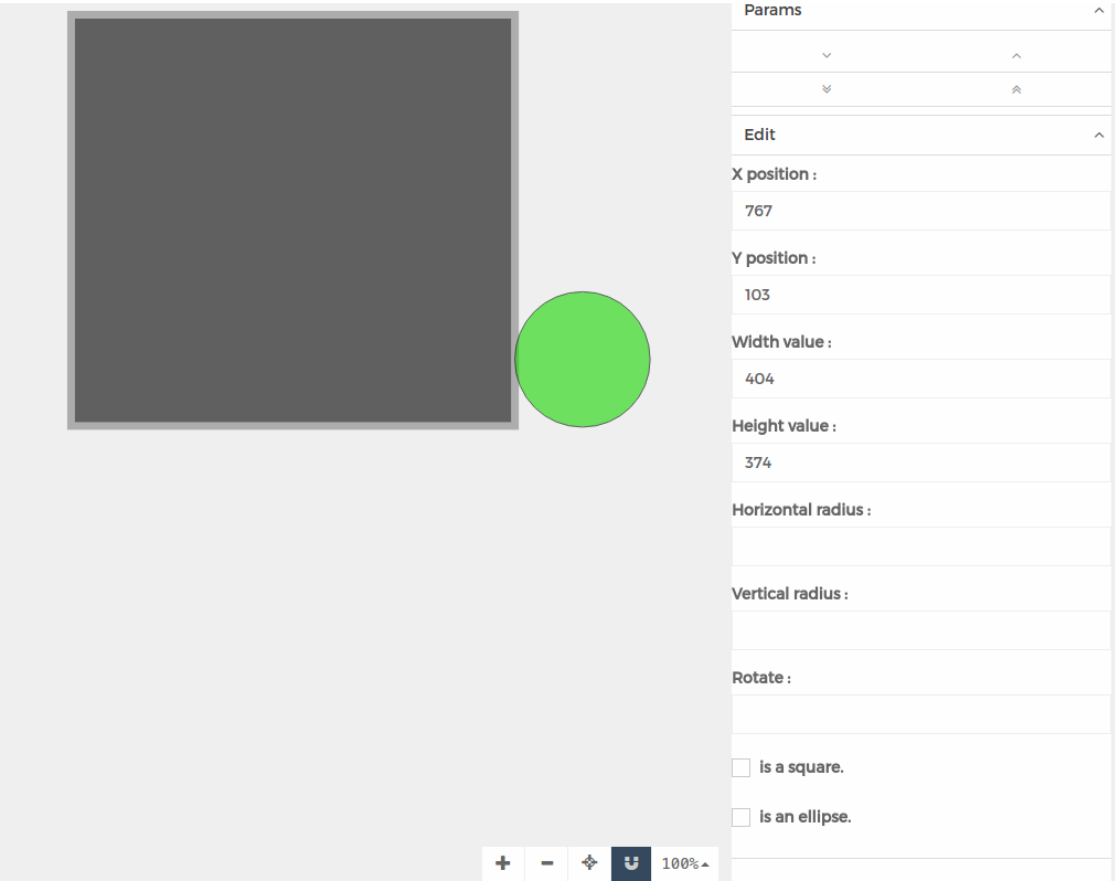 Params
Edit
X position :
767
Y position :
103
Width value :
404
Height value :
374
Horizontal radius :
Vertical radius :
Rotate :
is a square.
is an ellipse.
100%